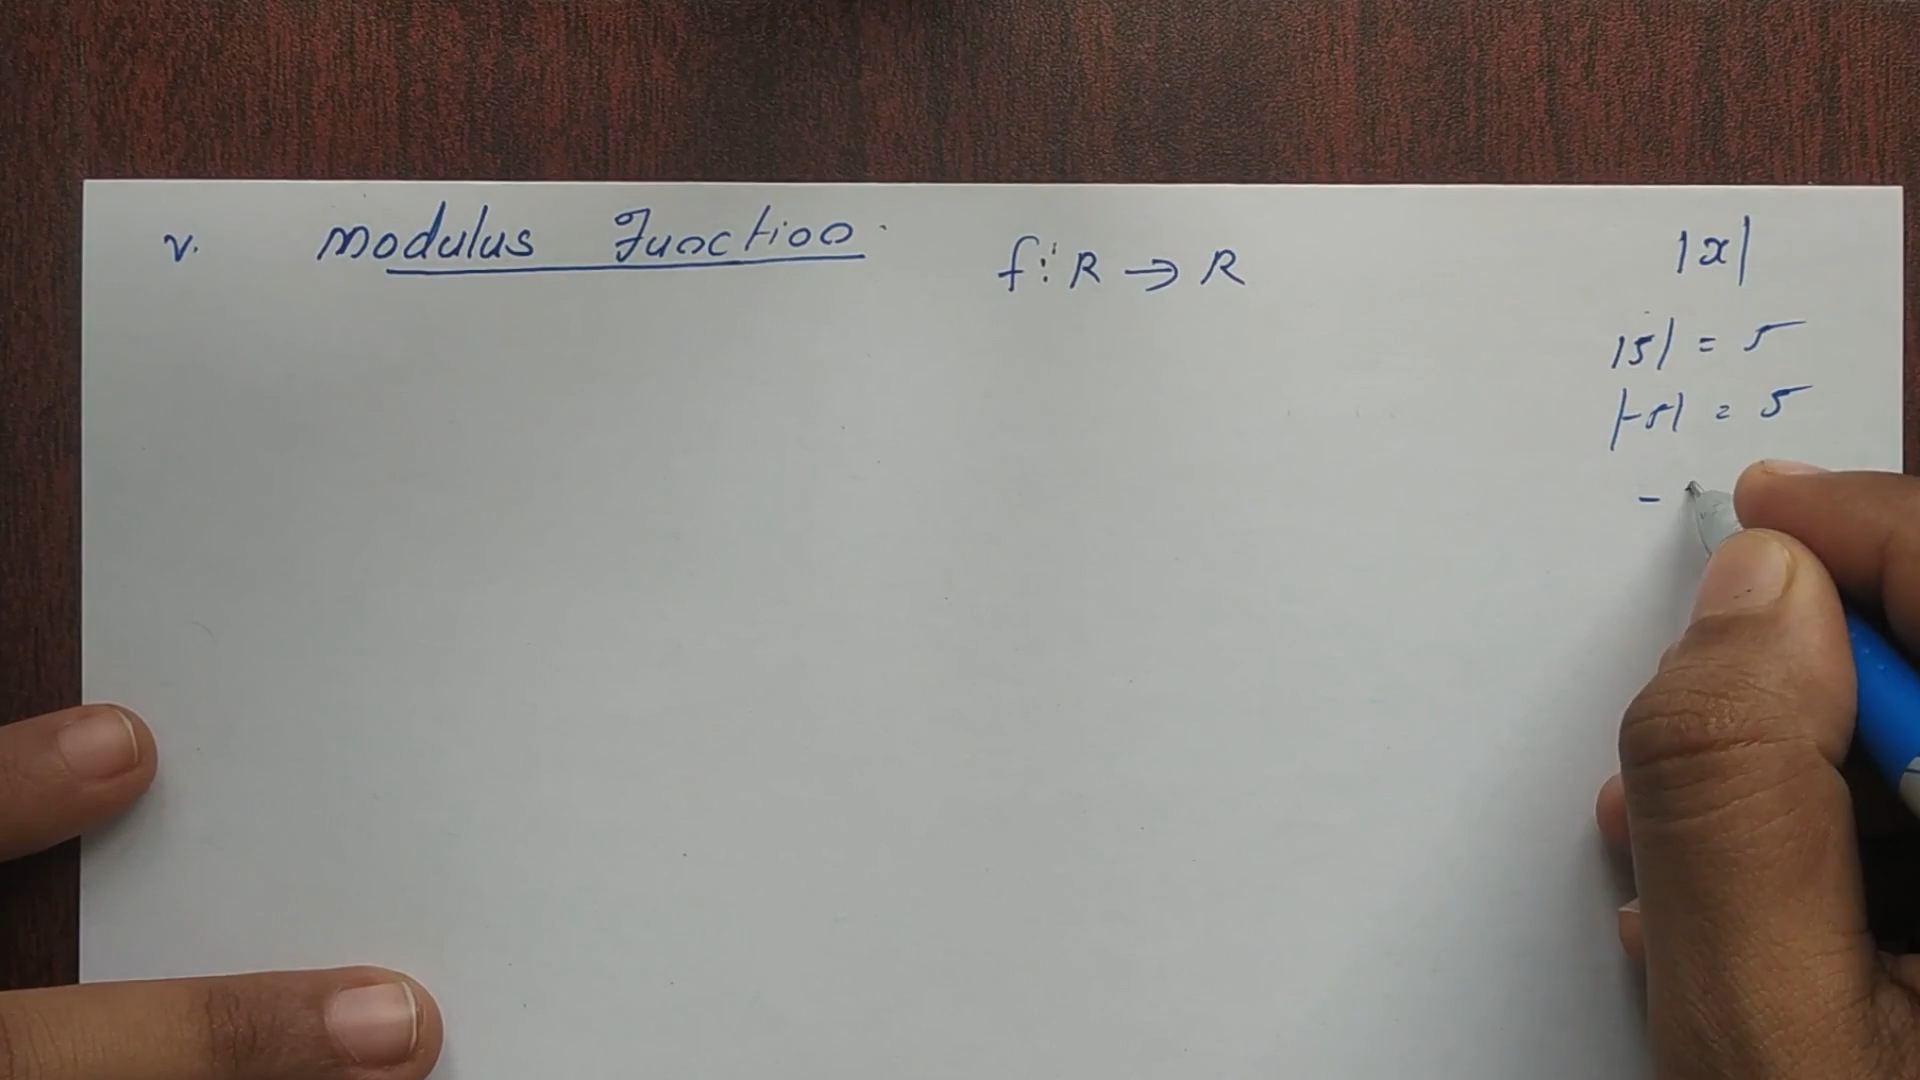 v. Modulus Function. f: R → R
|x|
|5| = 5
|-5| = 5
-